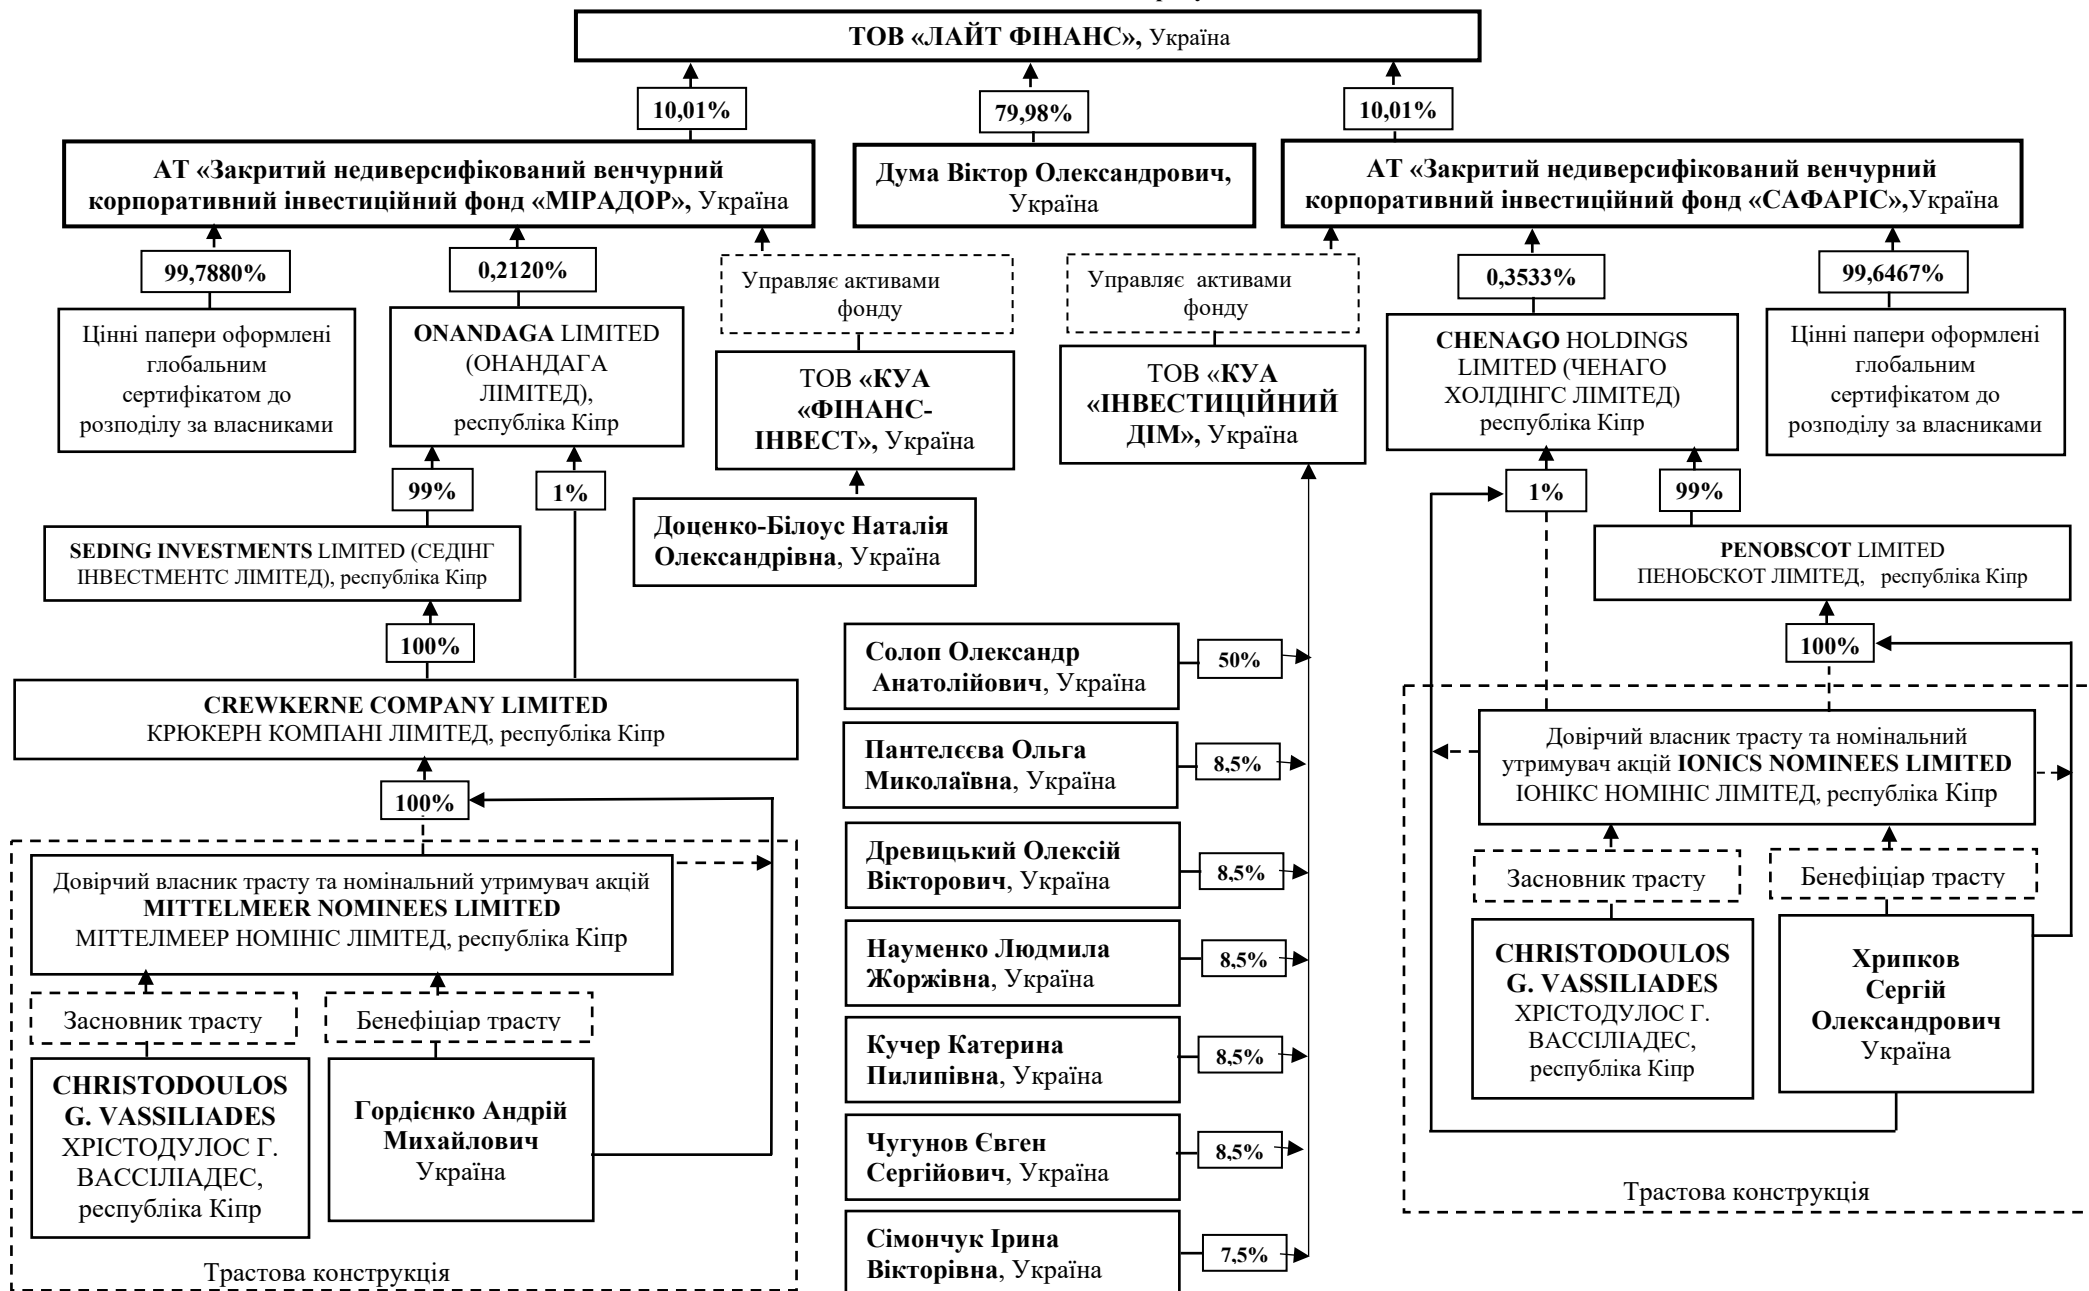 ТОВ «ЛАЙТ ФІНАНС», Україна
10,01%
79,98%
10,01%
АТ «Закритий недиверсифікований венчурний
корпоративний інвестиційний фонд «МІРАДОР», Україна
Дума Віктор Олександрович,
Україна
АТ «Закритий недиверсифікований венчурний
корпоративний інвестиційний фонд «САФАРІС»,Україна
99,7880%
0,2120%
Управляє активами
фонду
Управляє активами
фонду
0,3533%
99,6467%
Цінні папери оформлені
глобальним
сертифікатом до
розподілу за власниками
ONANDAGA LIMITED
(ОНАНДАГА
ЛІМІТЕД),
республіка Кіпр
ТОВ «КУА
«ФІНАНС-
ІНВЕСТ», Україна
ТОВ «КУА
«ІНВЕСТИЦІЙНИЙ
ДІМ», Україна
CHENAGO HOLDINGS
LIMITED (ЧЕНАГО
ХОЛДІНГС ЛІМІТЕД)
республіка Кіпр
Цінні папери оформлені
глобальним
сертифікатом до
розподілу за власниками
99%
1%
1%
99%
Доценко-Білоус Наталія
Олександрівна, Україна
SEDING INVESTMENTS LIMITED (СЕДІНГ
ІНВЕСТМЕНТС ЛІМІТЕД), республіка Кіпр
PENOBSCOT LIMITED
ПЕНОБСКОТ ЛІМІТЕД, республіка Кіпр
100%
100%
CREWKERNE COMPANY LIMITED
КРЮКЕРН КОМПАНІ ЛІМІТЕД, республіка Кіпр
100%
Солоп Олександр
Анатолійович, Україна
50%
Пантелєєва Ольга
Миколаївна, Україна
8,5%
Древицький Олексій
Вікторович, Україна
8,5%
Науменко Людмила
Жоржівна, Україна
8,5%
Кучер Катерина
Пилипівна, Україна
8,5%
Чугунов Євген
Сергійович, Україна
8,5%
Сімончук Ірина
Вікторівна, Україна
7,5%
Довірчий власник трасту та номінальний утримувач акцій
MITTELMEER NOMINEES LIMITED
МІТТЕЛМЕЕР НОМІНІС ЛІМІТЕД, республіка Кіпр
Засновник трасту
Бенефіціар трасту
CHRISTODOULOS
G. VASSILIADES
ХРІСТОДУЛОС Г.
ВАССІЛІАДЕС,
республіка Кіпр
Гордієнко Андрій
Михайлович
Україна
Трастова конструкція
Довірчий власник трасту та номінальний
утримувач акцій IONICS NOMINEES LIMITED
ІОНІКС НОМІНІС ЛІМІТЕД, республіка Кіпр
Засновник трасту
Бенефіціар трасту
CHRISTODOULOS
G. VASSILIADES
ХРІСТОДУЛОС Г.
ВАССІЛІАДЕС,
республіка Кіпр
Хрипков
Сергій
Олександрович
Україна
Трастова конструкція